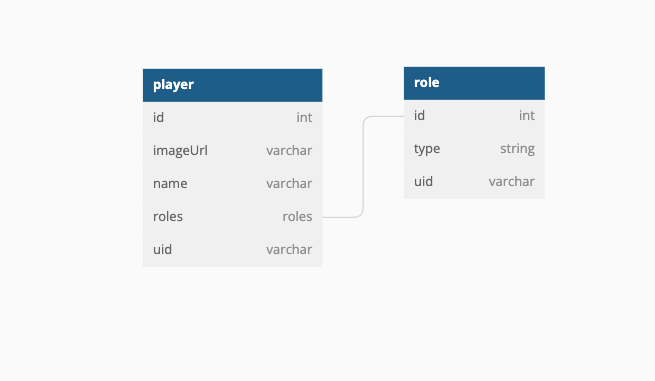 player
id int
imageUrl varchar
name varchar
roles roles
uid varchar
role
id int
type string
uid varchar